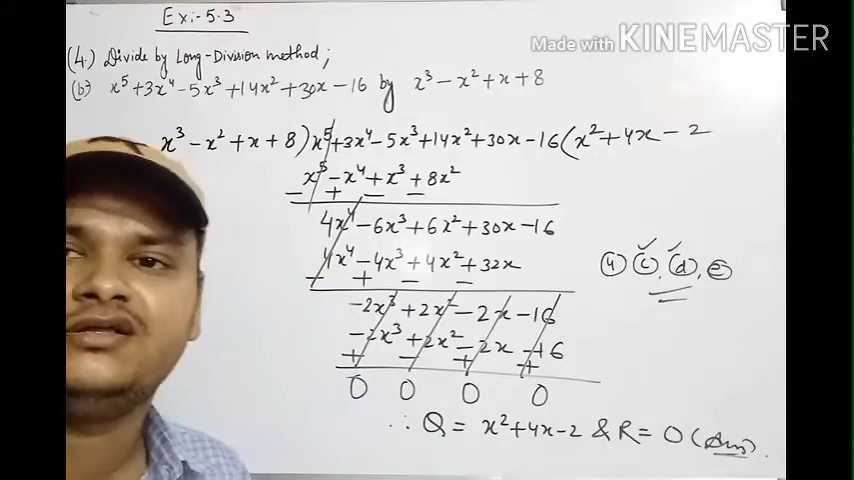 Exi-5.3
Made with KINEMASTER
(4.) Divide by Long-Division method;
(b) x⁵+3x⁴-5x³+14x²+30x-16 by x³-x²+x+8
x³-x²+x+8)x⁵+3x⁴-5x³+14x²+30x-16(x²+4x-2
x⁵-x⁴+x³+8x²
- + - -
4x⁴-6x³+6x²+30x-16
4x⁴-4x³+4x²+32x
- + - -
(4) (c), (d), (e)
-2x³+2x²-2x-16
-2x³+2x²-2x-16
+ - + +
0 0 0 0
∴ Q = x²+4x-2 & R = 0 (Ans).